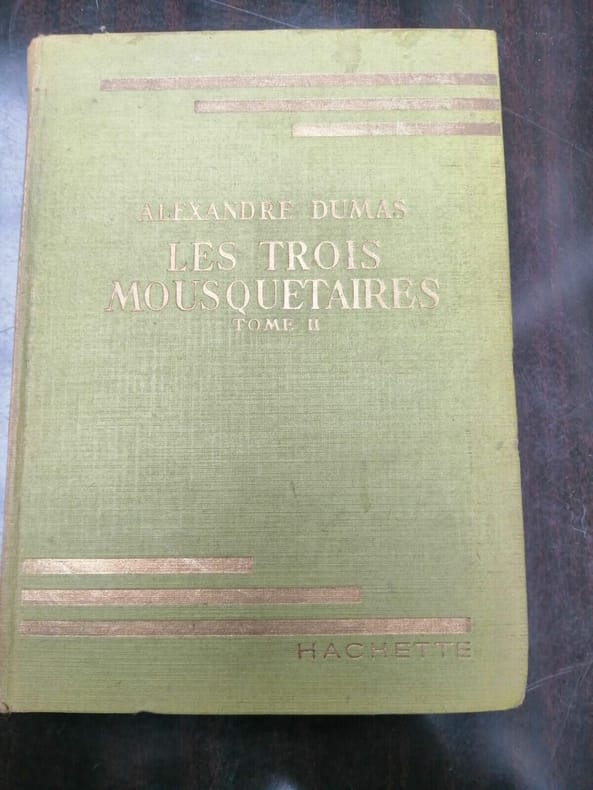 ALEXANDRE DUMAS
LES TROIS
MOUSQUETAIRES
TOME II
HACHETTE